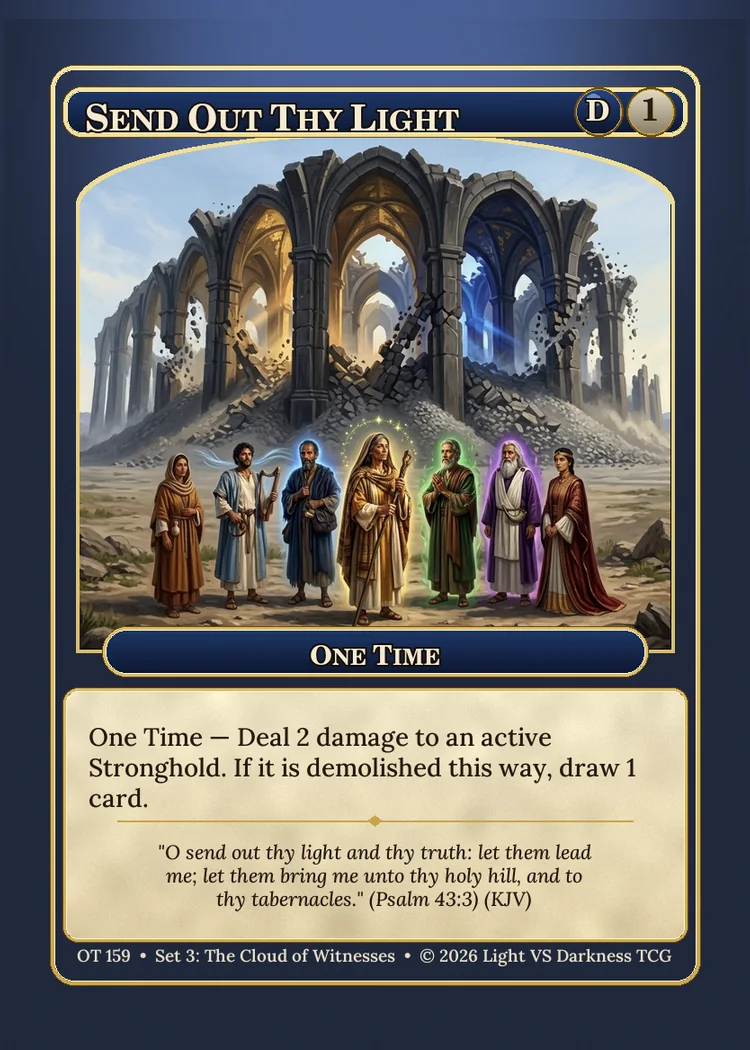 Send Out Thy Light
D
1
One Time
One Time — Deal 2 damage to an active
Stronghold. If it is demolished this way, draw 1
card.
"O send out thy light and thy truth: let them lead
me; let them bring me unto thy holy hill, and to
thy tabernacles." (Psalm 43:3) (KJV)
OT 159 • Set 3: The Cloud of Witnesses • © 2026 Light VS Darkness TCG